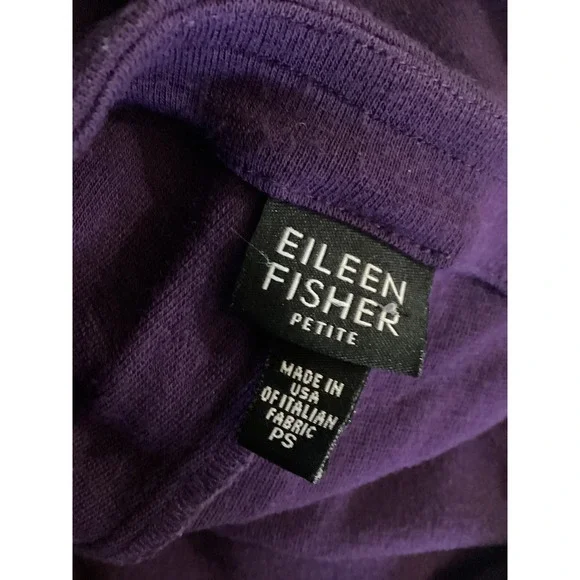 EILEEN
FISHER
PETITE
MADE IN
USA
OF ITALIAN
FABRIC
PS